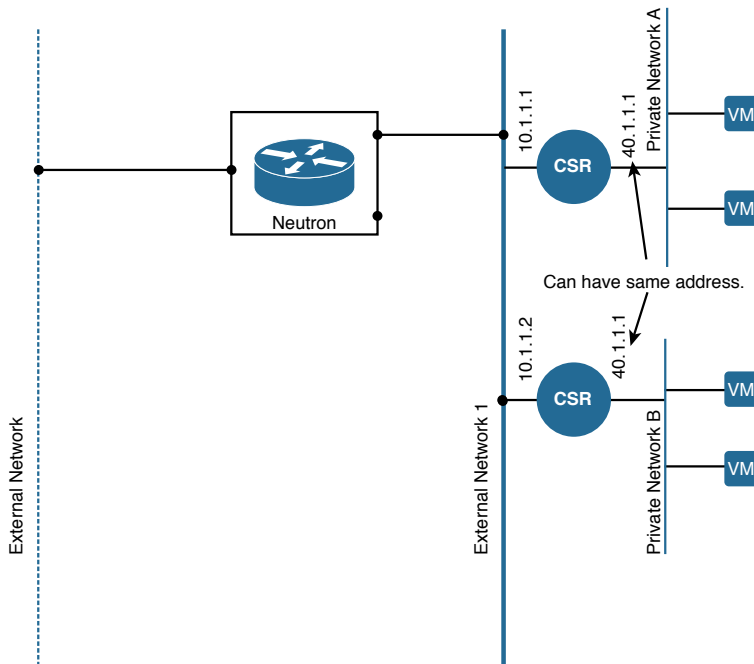 External Network
Neutron
External Network 1
10.1.1.1
CSR
40.1.1.1
Private Network A
VM
VM
Can have same address.
10.1.1.2
CSR
40.1.1.1
Private Network B
VM
VM